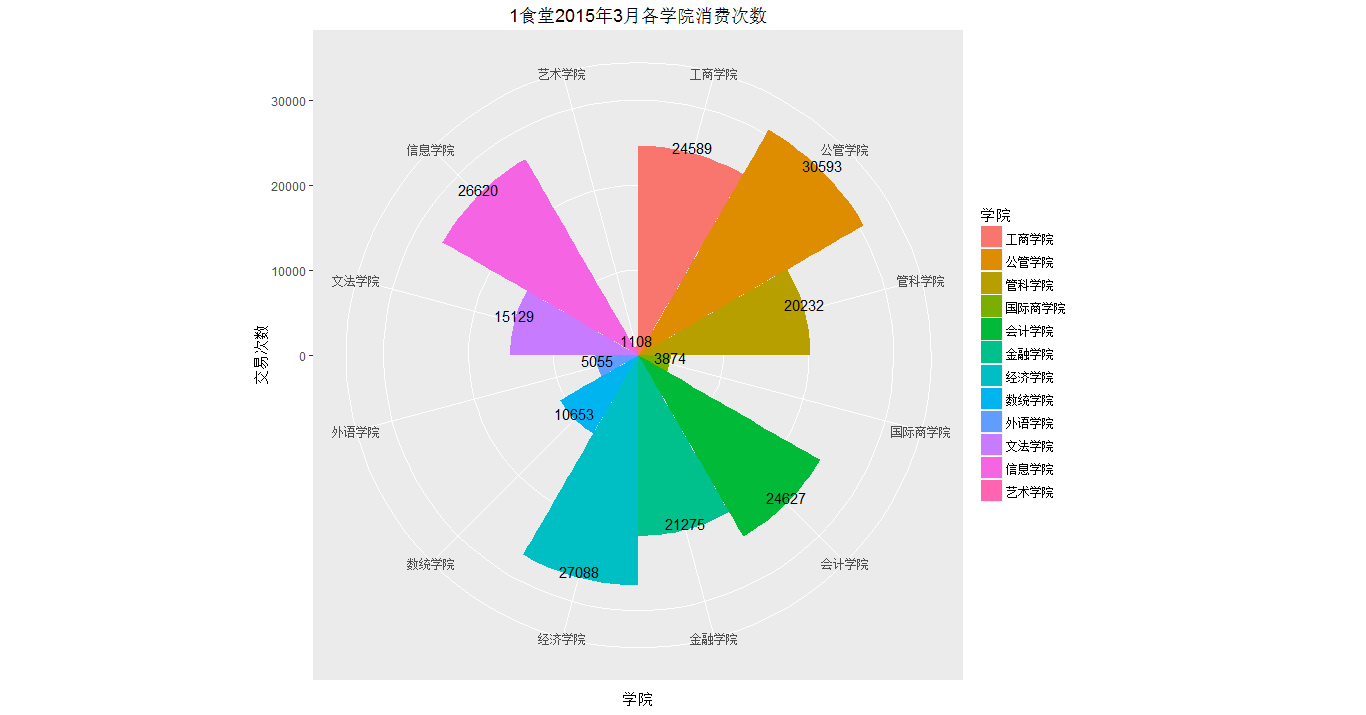 1食堂2015年3月各学院消费次数
艺术学院
工商学院
30000
信息学院
24589
公管学院
30593
20000
26620
文法学院
管科学院
10000
15129
20232
1108
交易次数
0
5055
3874
外语学院
10653
国际商学院
24627
21275
数统学院
27088
会计学院
经济学院
金融学院
学院
学院
工商学院
公管学院
管科学院
国际商学院
会计学院
金融学院
经济学院
数统学院
外语学院
文法学院
信息学院
艺术学院